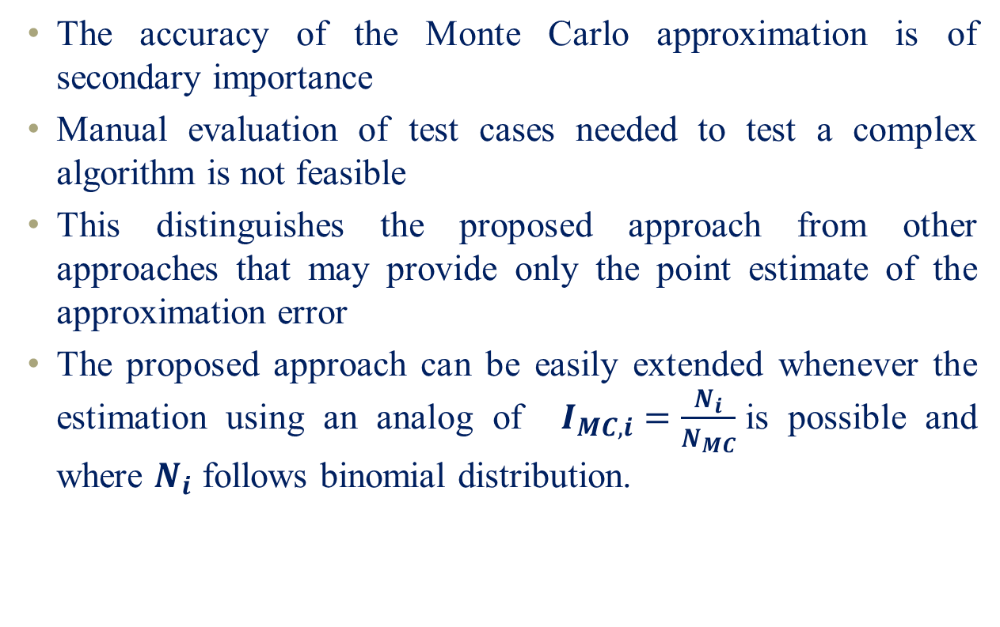 • The accuracy of the Monte Carlo approximation is of
secondary importance
• Manual evaluation of test cases needed to test a complex
algorithm is not feasible
• This distinguishes the proposed approach from other
approaches that may provide only the point estimate of the
approximation error
• The proposed approach can be easily extended whenever the
estimation using an analog of $I_{MC,i} = \frac{N_i}{N_{MC}}$ is possible and
where $N_i$ follows binomial distribution.